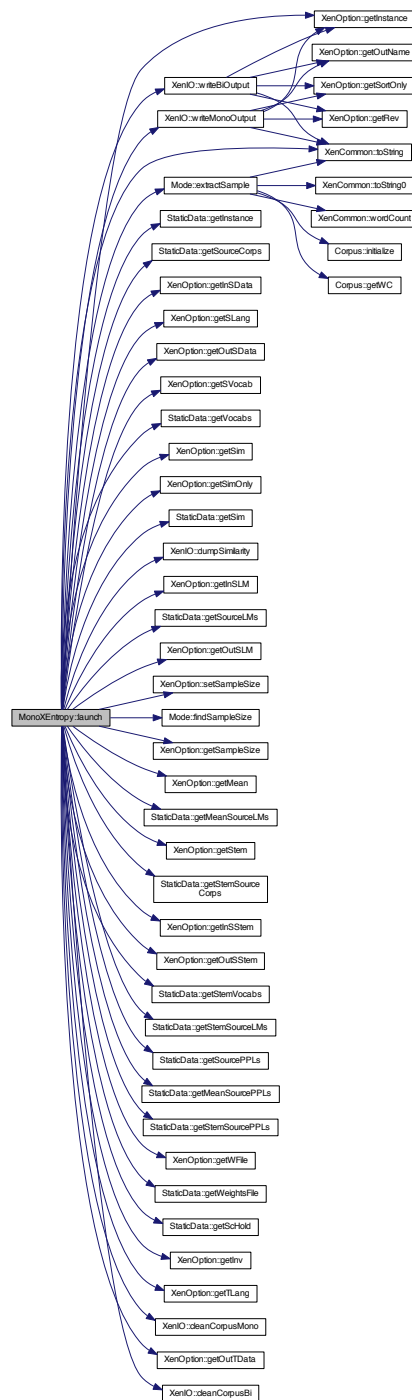 XenOption::getInstance
XenOption::getOutName
XenIO::writeBiOutput
XenOption::getSortOnly
XenIO::writeMonoOutput
XenOption::getRev
XenCommon::toString
Mode::extractSample
XenCommon::toString0
StaticData::getInstance
XenCommon::wordCount
StaticData::getSourceCorps
Corpus::initialize
XenOption::getInSData
Corpus::getWC
XenOption::getSLang
XenOption::getOutSData
XenOption::getSVocab
StaticData::getVocabs
XenOption::getSim
XenOption::getSimOnly
StaticData::getSim
XenIO::dumpSimilarity
XenOption::getInSLM
StaticData::getSourceLMs
XenOption::getOutSLM
XenOption::setSampleSize
MonoXEntropy::launch
Mode::findSampleSize
XenOption::getSampleSize
XenOption::getMean
StaticData::getMeanSourceLMs
XenOption::getStem
StaticData::getStemSource
Corps
XenOption::getInSStem
XenOption::getOutSStem
StaticData::getStemVocabs
StaticData::getStemSourceLMs
StaticData::getSourcePPLs
StaticData::getMeanSourcePPLs
StaticData::getStemSourcePPLs
XenOption::getWFile
StaticData::getWeightsFile
StaticData::getScHold
XenOption::getInv
XenOption::getTLang
XenIO::cleanCorpusMono
XenOption::getOutTData
XenIO::cleanCorpusBi